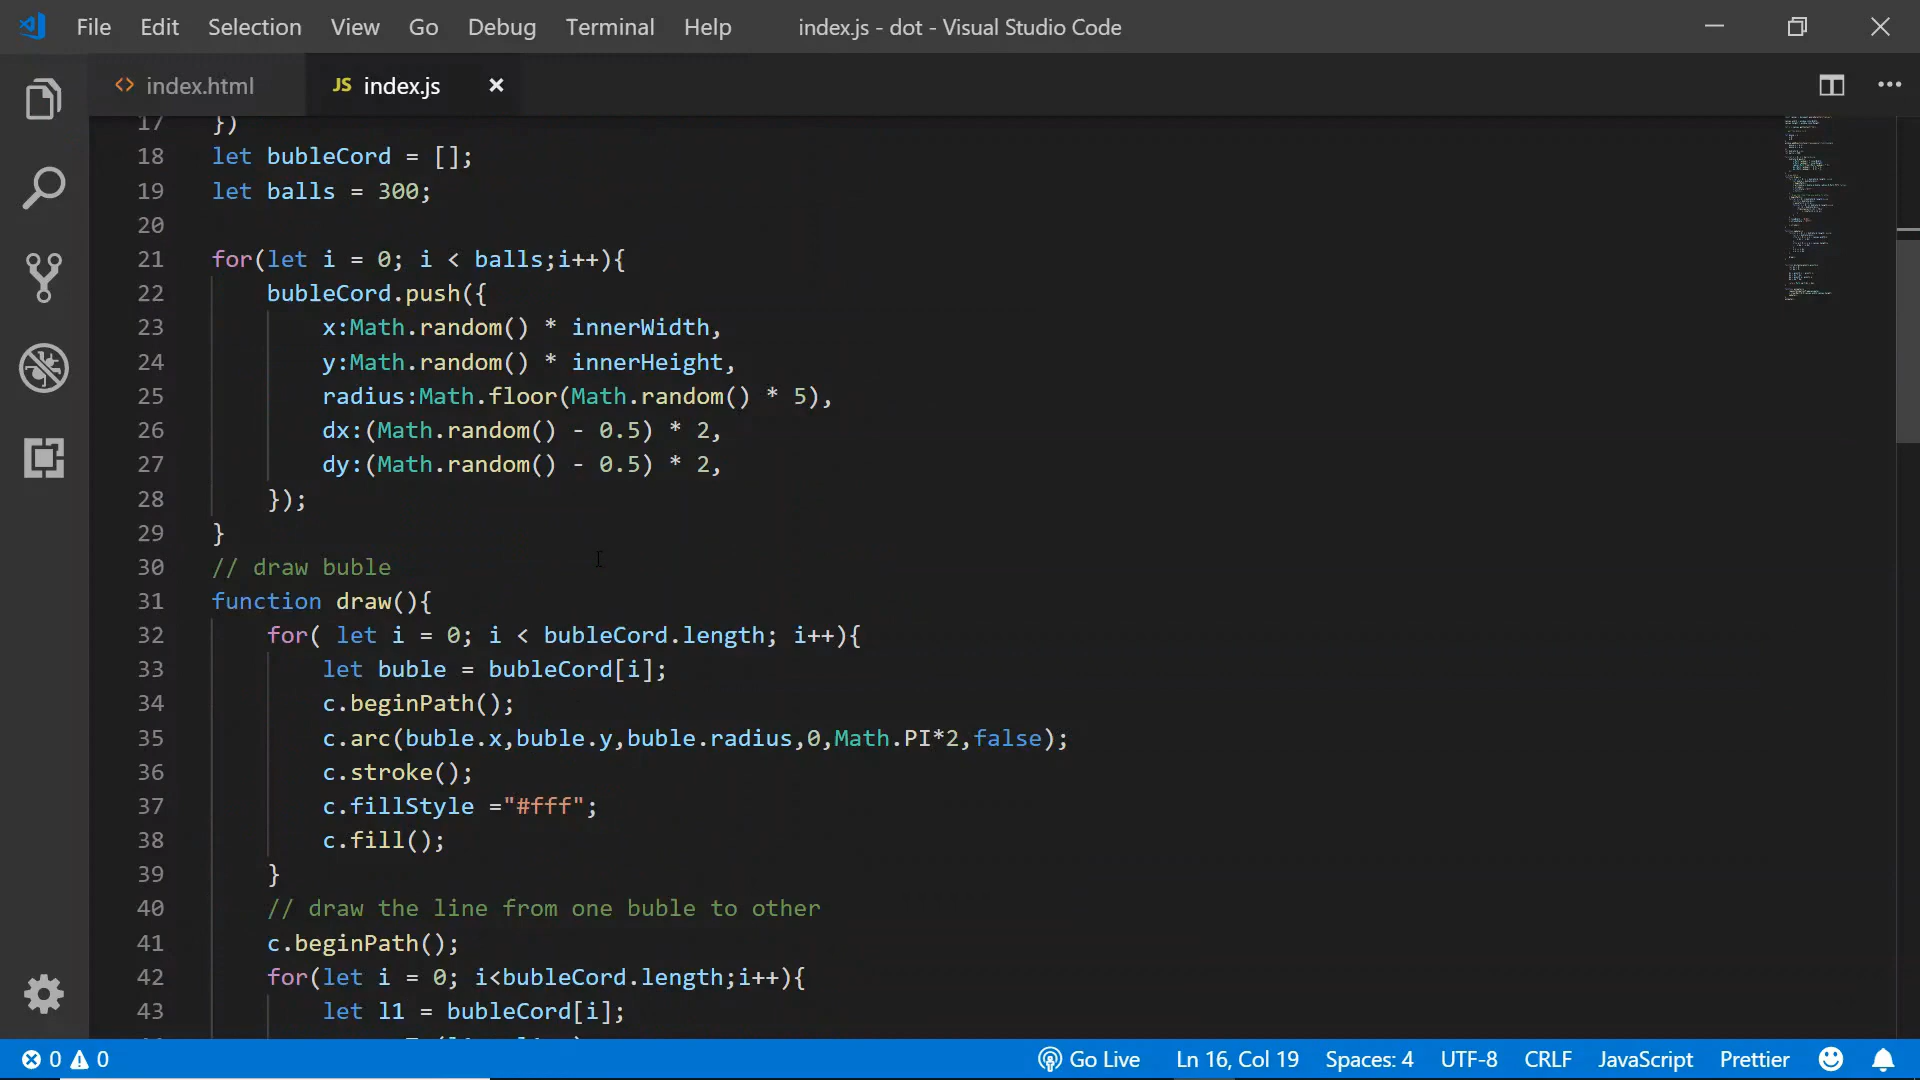 File Edit Selection View Go Debug Terminal Help index.js - dot - Visual Studio Code
<> index.html JS index.js ×
17 })
18 let bubleCord = [];
19 let balls = 300;
20
21 for(let i = 0; i < balls;i++){
22 bubleCord.push({
23 x:Math.random() * innerWidth,
24 y:Math.random() * innerHeight,
25 radius:Math.floor(Math.random() * 5),
26 dx:(Math.random() - 0.5) * 2,
27 dy:(Math.random() - 0.5) * 2,
28 });
29 }
30 // draw buble
31 function draw(){
32 for( let i = 0; i < bubleCord.length; i++){
33 let buble = bubleCord[i];
34 c.beginPath();
35 c.arc(buble.x,buble.y,buble.radius,0,Math.PI*2,false);
36 c.stroke();
37 c.fillStyle ="#fff";
38 c.fill();
39 }
40 // draw the line from one buble to other
41 c.beginPath();
42 for(let i = 0; i<bubleCord.length;i++){
43 let l1 = bubleCord[i];
0 0 Go Live Ln 16, Col 19 Spaces: 4 UTF-8 CRLF JavaScript Prettier